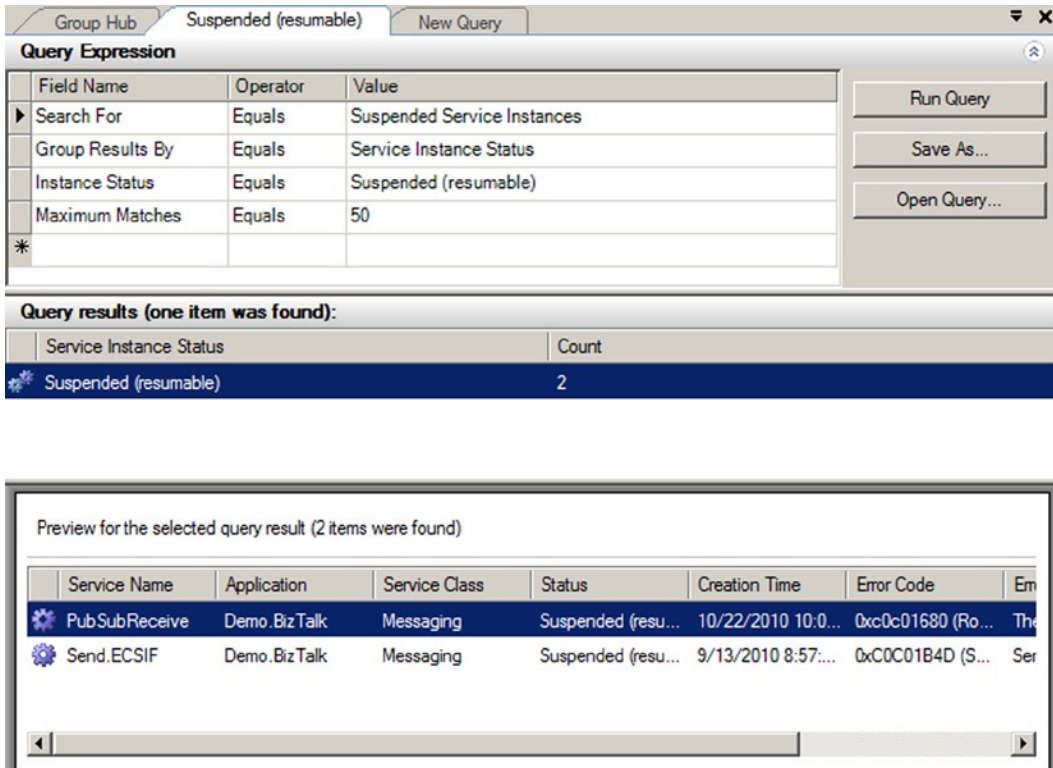 Group Hub Suspended (resumable) New Query
Query Expression
Field Name Operator Value
Search For Equals Suspended Service Instances Run Query
Group Results By Equals Service Instance Status Save As...
Instance Status Equals Suspended (resumable) Open Query...
Maximum Matches Equals 50
Query results (one item was found):
Service Instance Status Count
Suspended (resumable) 2
Preview for the selected query result (2 items were found)
Service Name Application Service Class Status Creation Time Error Code
PubSubReceive Demo.BizTalk Messaging Suspended (resu... 10/22/2010 10:0... 0xc0c01680 (Ro... The
Send.ECSIF Demo.BizTalk Messaging Suspended (resu... 9/13/2010 8:57:... 0xC0C01B4D (S... Ser